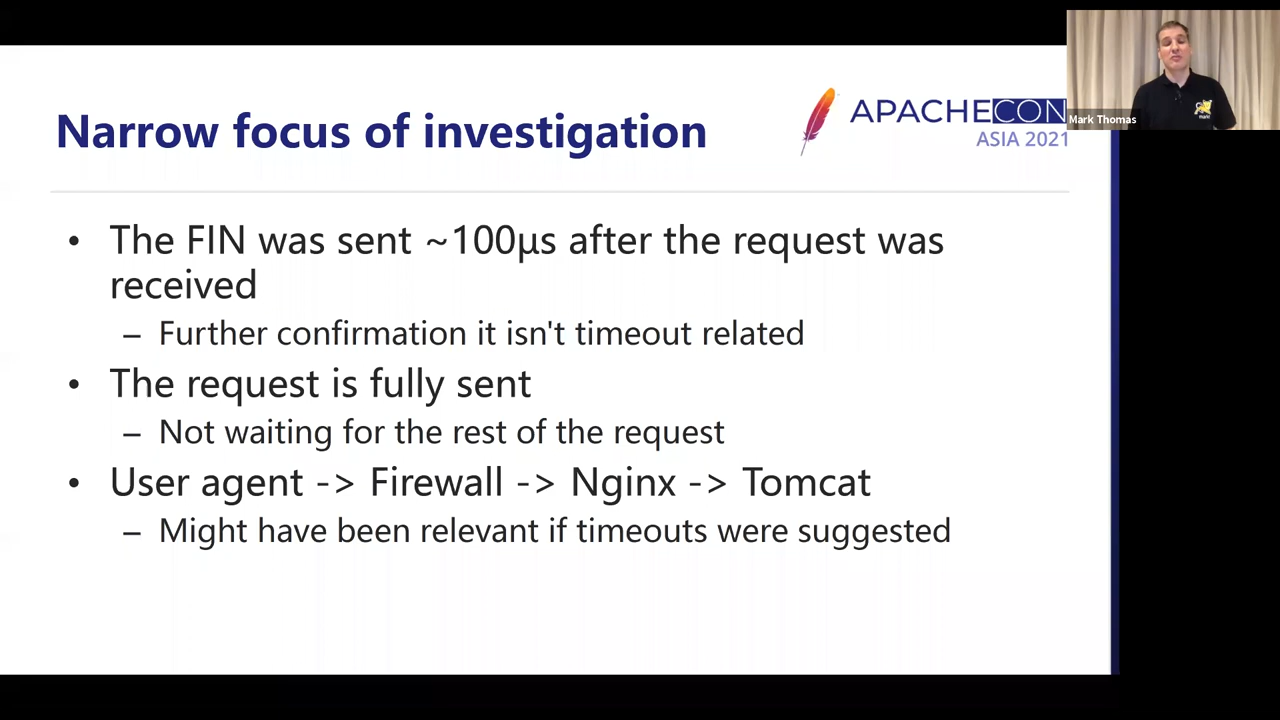 Narrow focus of investigation
APACHECON
ASIA 2021
Mark Thomas
• The FIN was sent ~100µs after the request was
received
– Further confirmation it isn't timeout related
• The request is fully sent
– Not waiting for the rest of the request
• User agent -> Firewall -> Nginx -> Tomcat
– Might have been relevant if timeouts were suggested